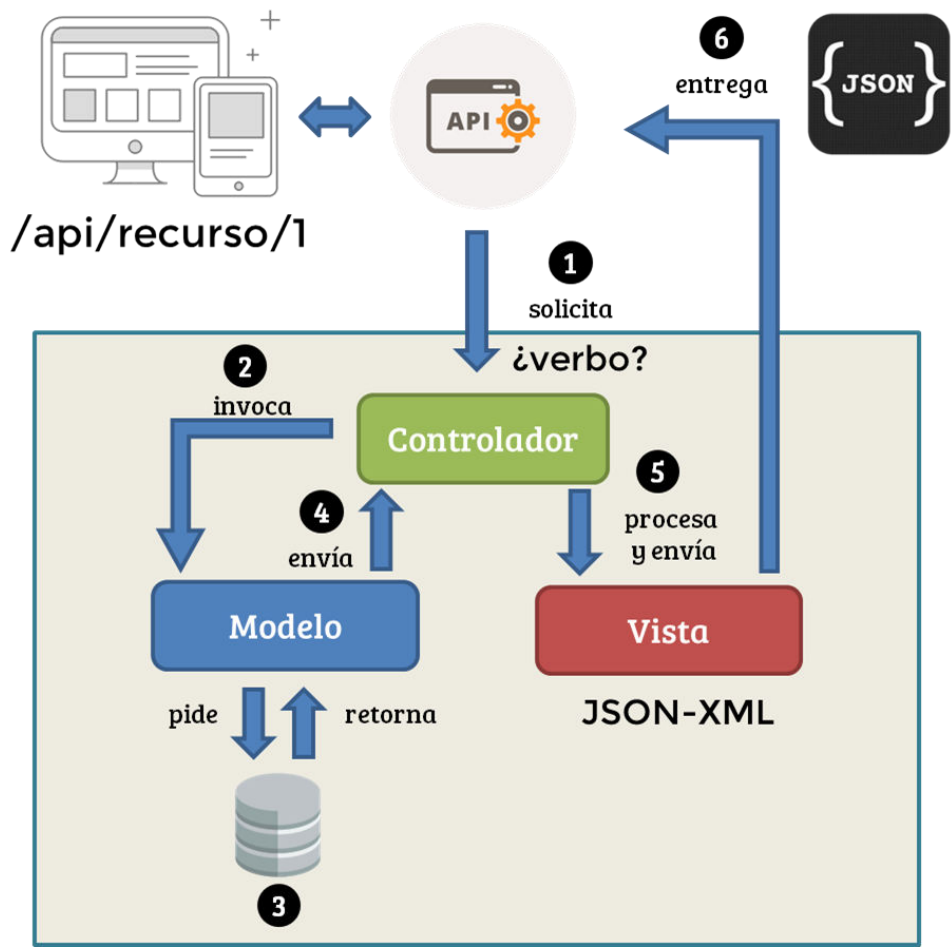 6
entrega
{JSON}
API
/api/recurso/1
1
solicita
¿verbo?
2
invoca
Controlador
5
procesa
y envía
4
envía
Modelo
Vista
pide
retorna
JSON-XML
3